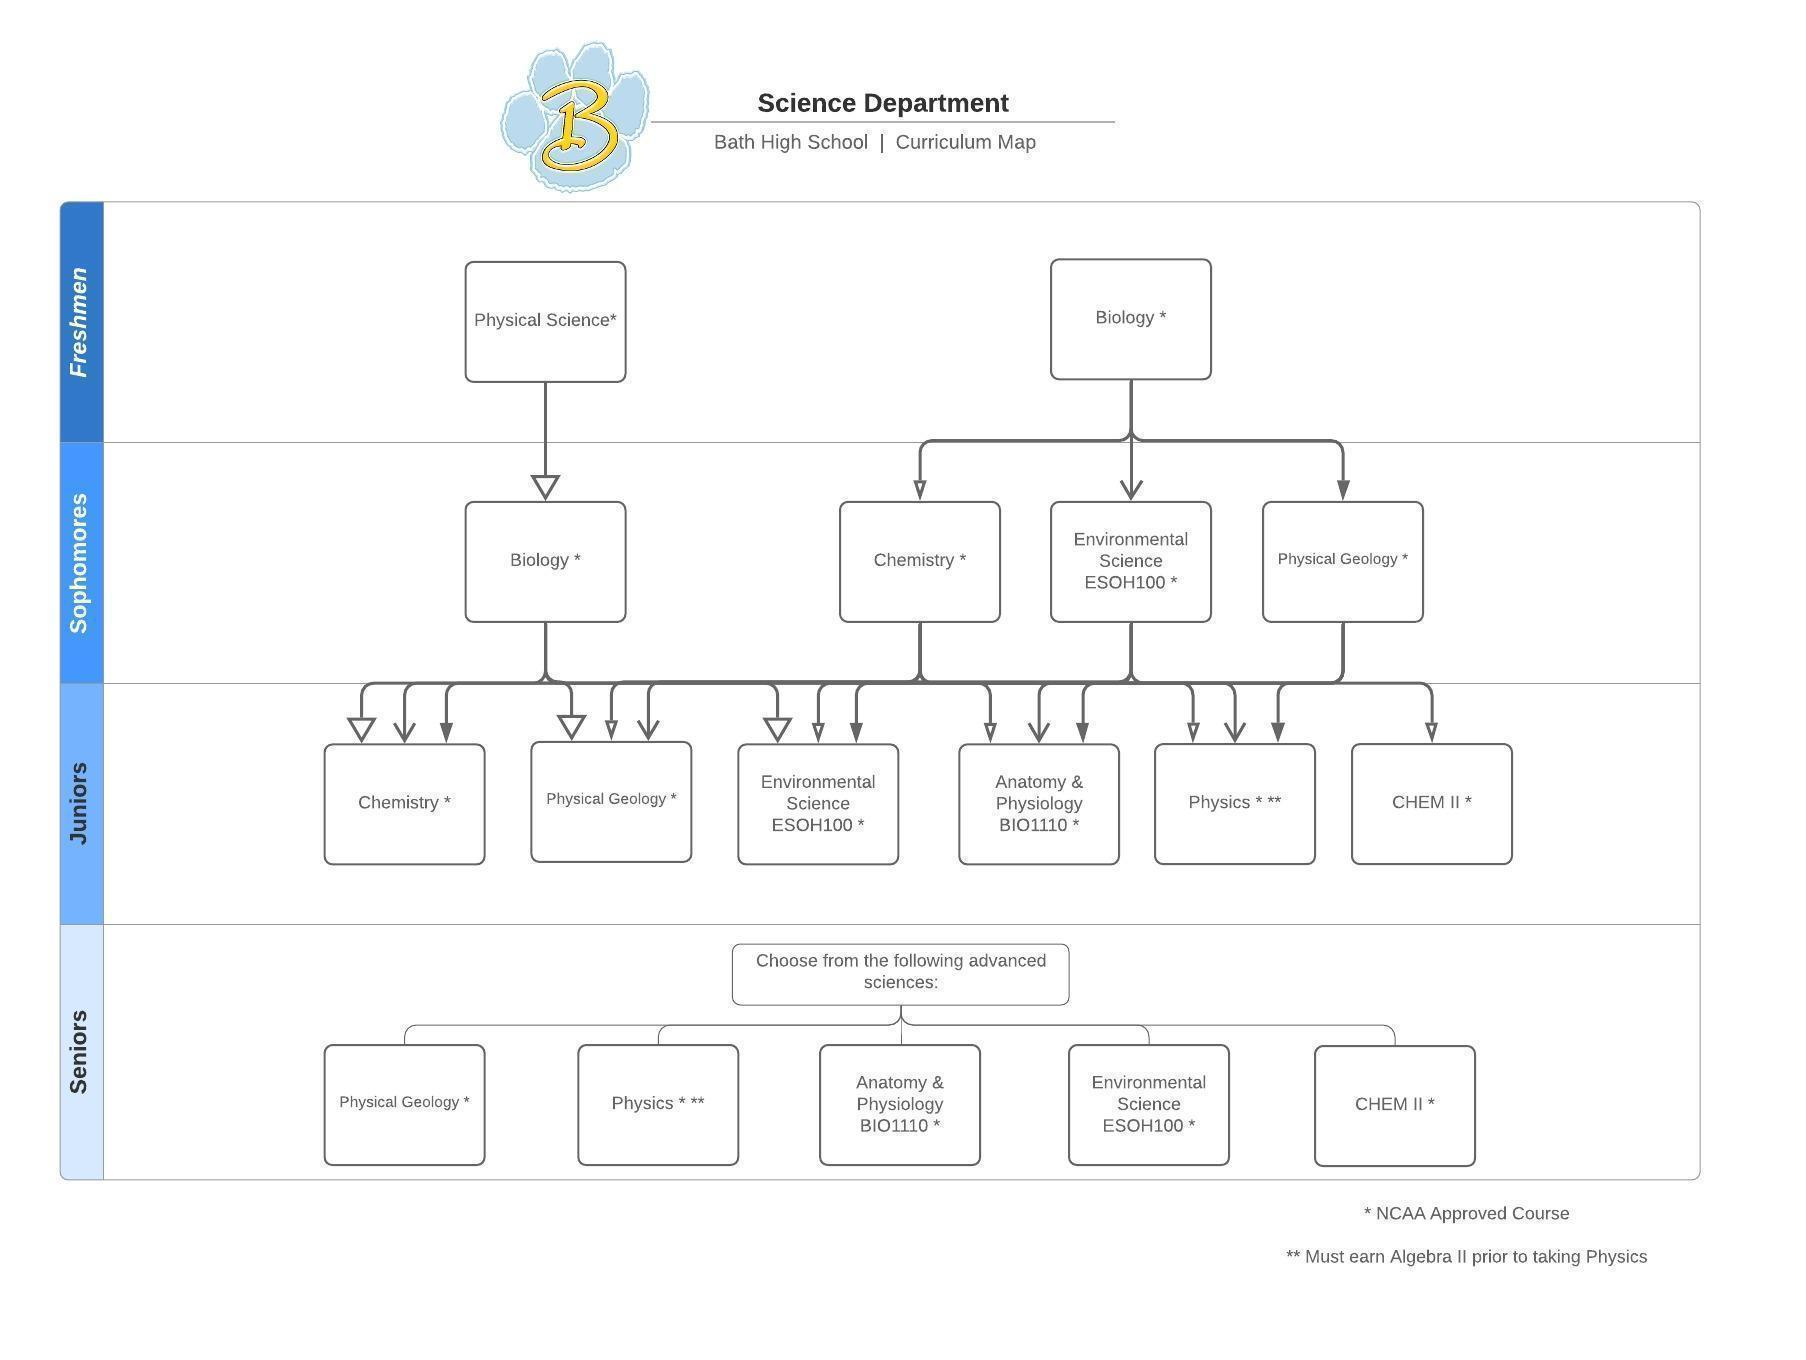 B
Science Department
Bath High School | Curriculum Map
Freshmen
Physical Science*
Biology *
Sophomores
Biology *
Chemistry *
Environmental
Science
ESOH100 *
Physical Geology *
Juniors
Chemistry *
Physical Geology *
Environmental
Science
ESOH100 *
Anatomy &
Physiology
BIO1110 *
Physics * **
CHEM II *
Seniors
Choose from the following advanced
sciences:
Physical Geology *
Physics * **
Anatomy &
Physiology
BIO1110 *
Environmental
Science
ESOH100 *
CHEM II *
* NCAA Approved Course
** Must earn Algebra II prior to taking Physics